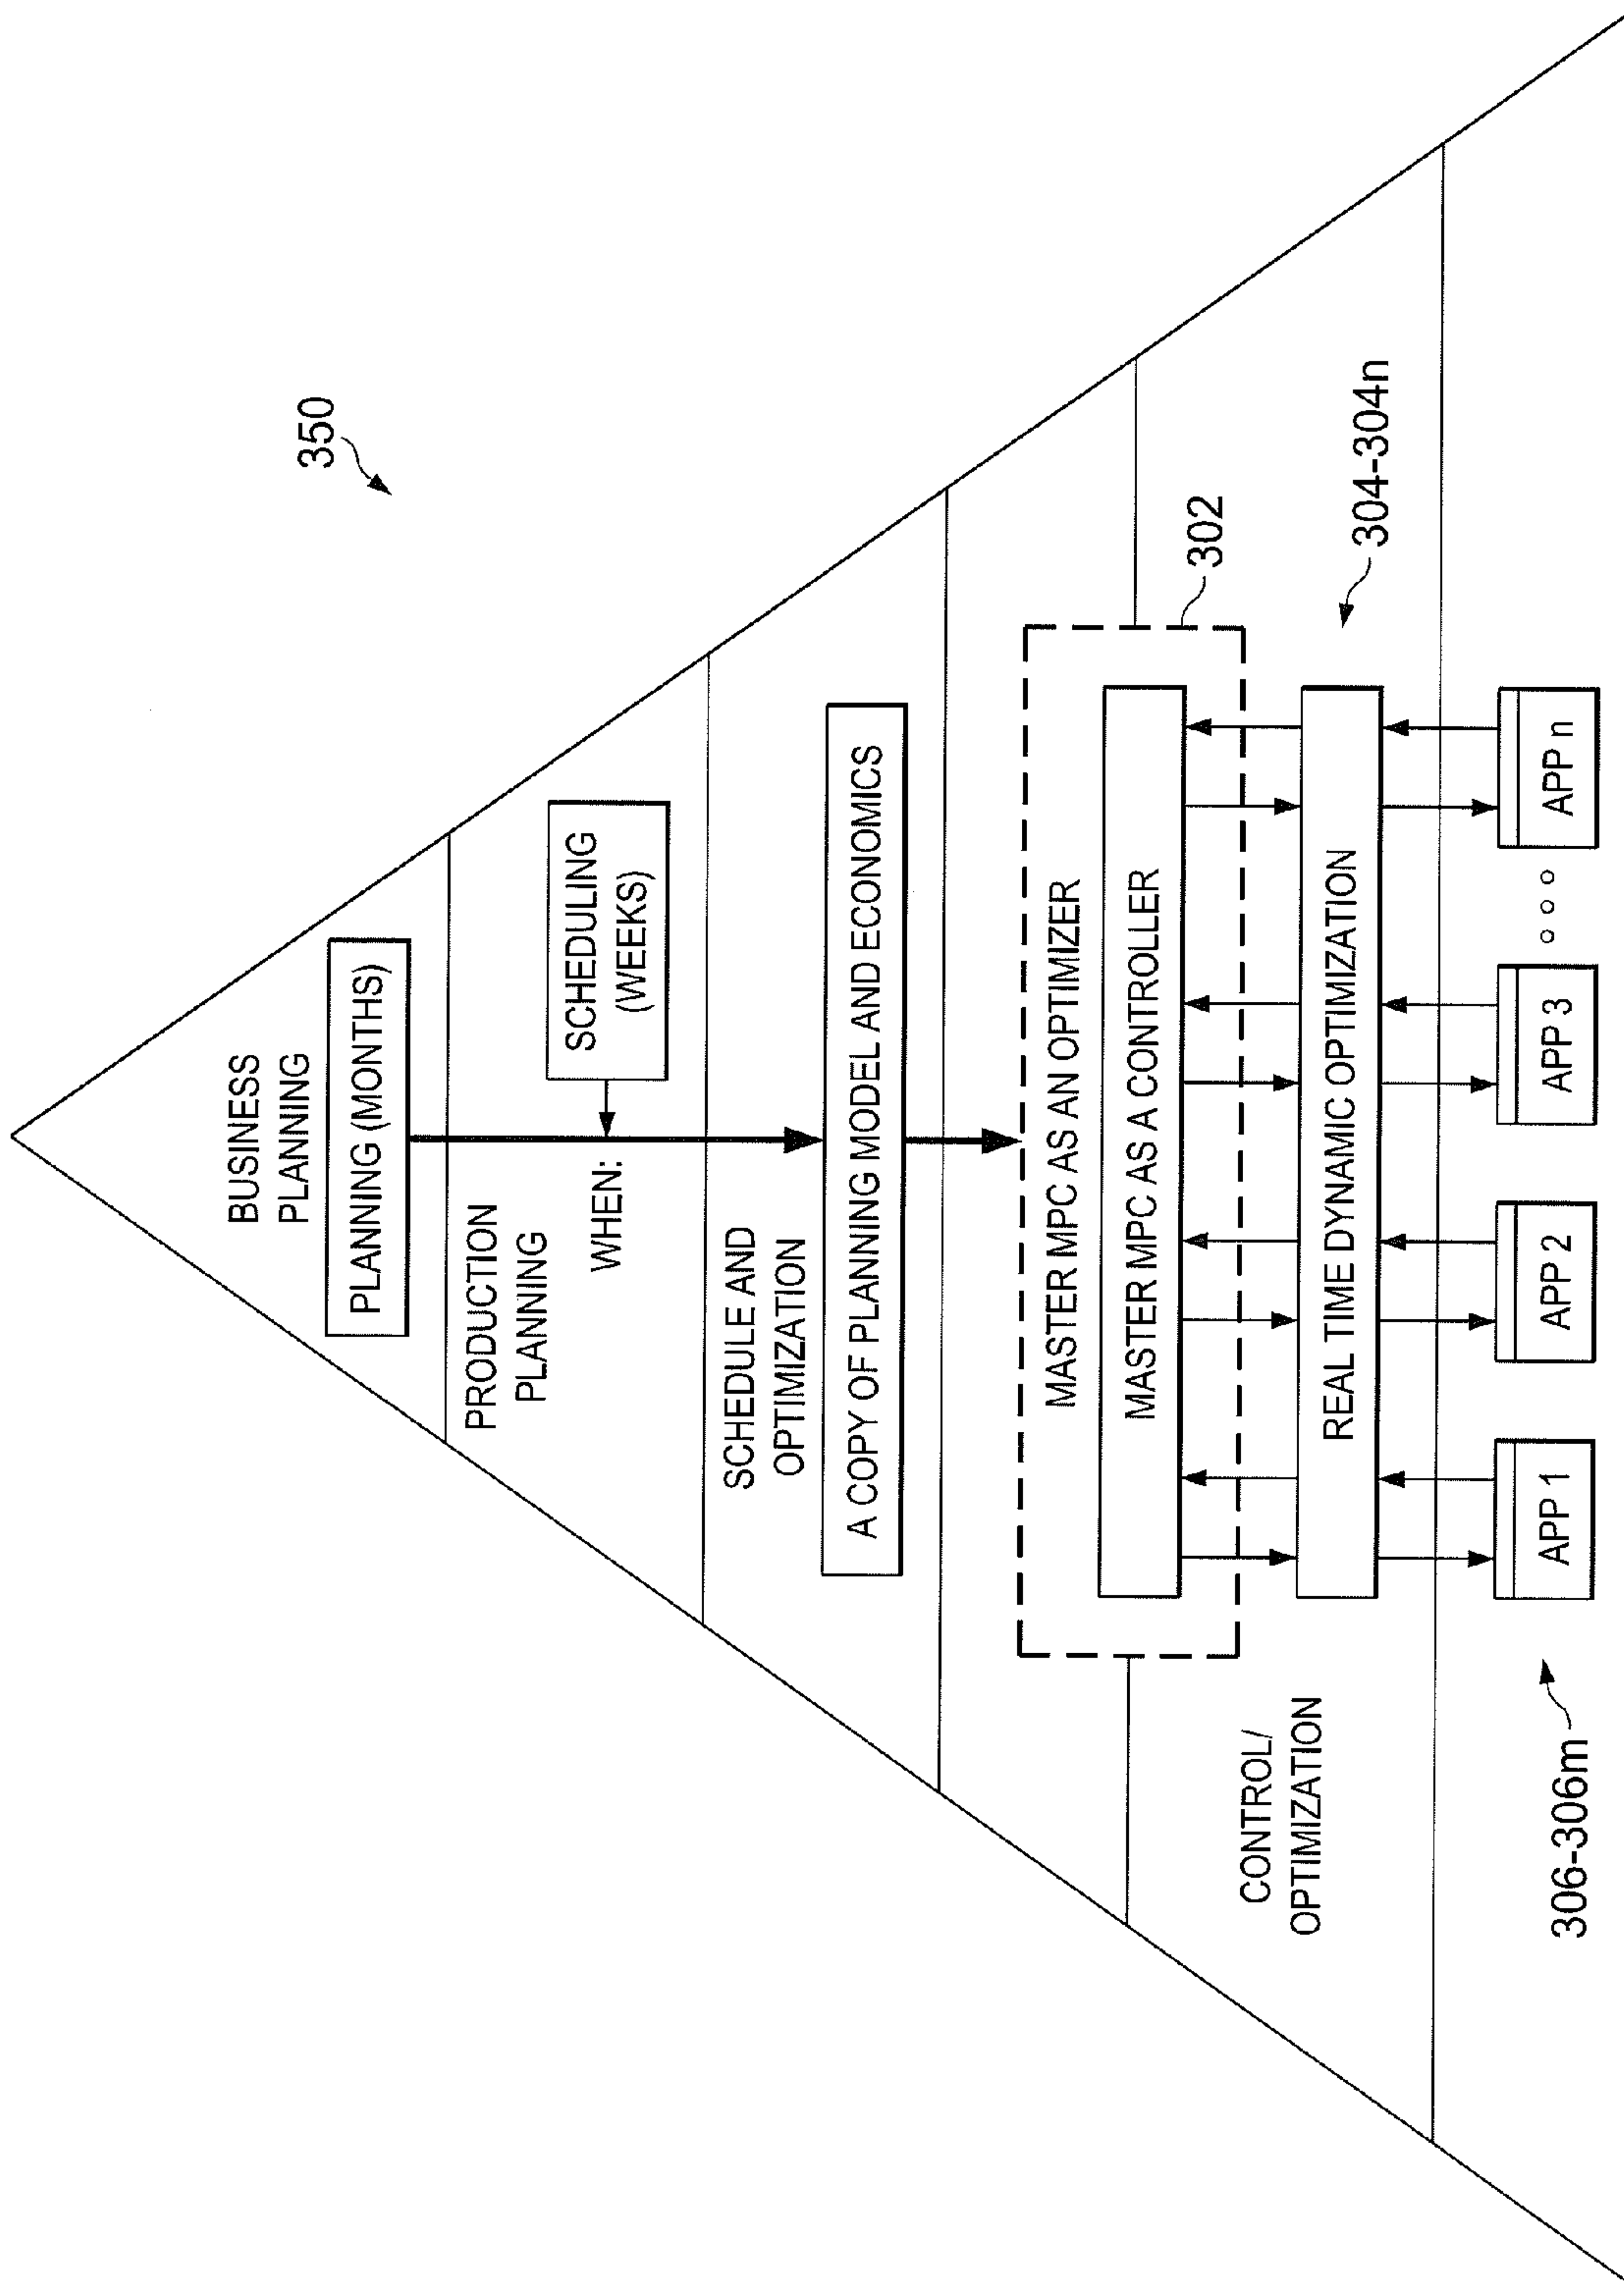 350
BUSINESS
PLANNING
PLANNING (MONTHS)
PRODUCTION
PLANNING
WHEN:
SCHEDULING
(WEEKS)
SCHEDULE AND
OPTIMIZATION
A COPY OF PLANNING MODEL AND ECONOMICS
MASTER MPC AS AN OPTIMIZER
MASTER MPC AS A CONTROLLER
302
CONTROL/
OPTIMIZATION
REAL TIME DYNAMIC OPTIMIZATION
304-304n
306-306m
APP 1
APP 2
APP 3
APP n